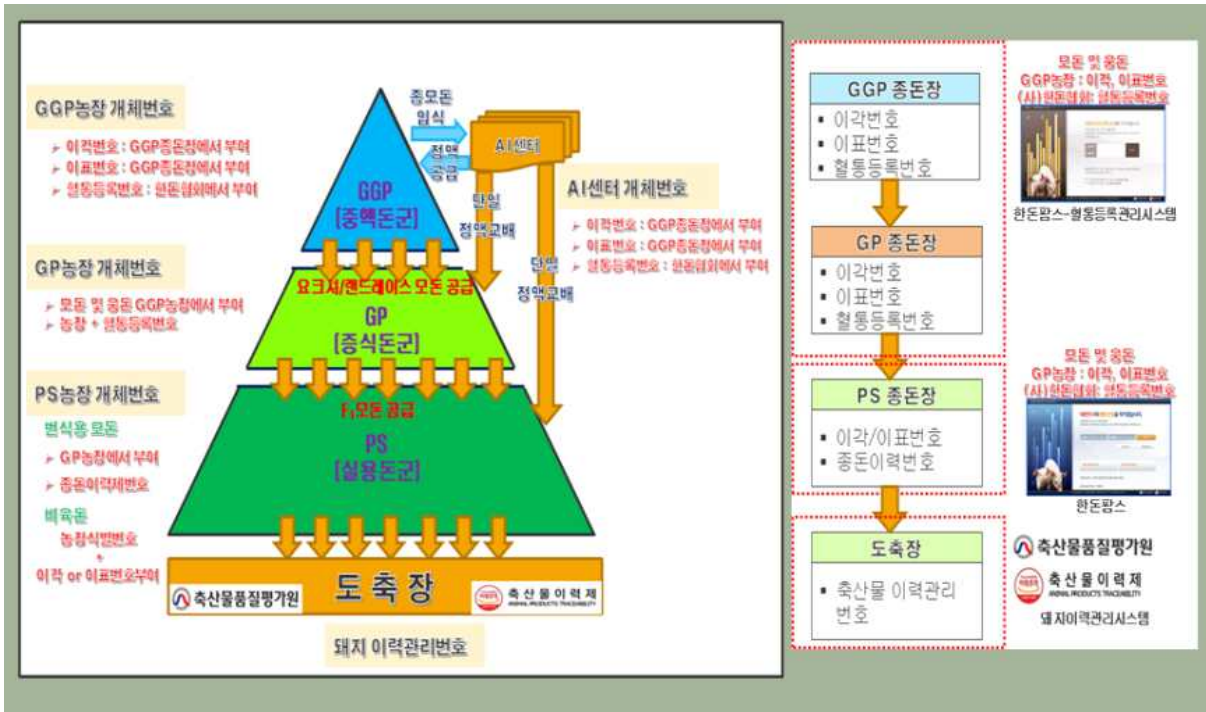 GGP농장 개체번호
➢ 이각번호 : GGP종돈장에서 부여
➢ 이표번호 : GGP종돈장에서 부여
➢ 혈통등록번호 : 한돈협회에서 부여
GP농장 개체번호
➢ 모돈 및 웅돈 GGP농장에서 부여
➢ 농장 + 혈통등록번호
PS농장 개체번호
번식용 모돈
➢ GP농장에서 부여
➢ 종돈이력제번호
비육돈
농장식별번호
+
이각 or 이표번호부여
종모돈
입식
정액
공급
AI센터
GGP
[중핵돈군]
단일
정액교배
단일
정액교배
AI센터 개체번호
➢ 이각번호 : GGP종돈장에서 부여
➢ 이표번호 : GGP종돈장에서 부여
➢ 혈통등록번호 : 한돈협회에서 부여
요크셔/랜드레이스 모돈 공급
GP
[증식돈군]
F₁모돈 공급
PS
[실용돈군]
축산물품질평가원
도축장
축산물이력제
ANIMAL PRODUCTS TRACEABILITY
돼지 이력관리번호
GGP 종돈장
▪ 이각번호
▪ 이표번호
▪ 혈통등록번호
GP 종돈장
▪ 이각번호
▪ 이표번호
▪ 혈통등록번호
PS 종돈장
▪ 이각/이표번호
▪ 종돈이력번호
도축장
▪ 축산물 이력관리
번호
모돈 및 웅돈
GGP농장 : 이각, 이표번호
(사)한돈협회: 혈통등록번호
한돈팜스-혈통등록관리시스템
모돈 및 웅돈
GP농장 : 이각, 이표번호
(사)한돈협회: 혈통등록번호
한돈팜스
축산물품질평가원
축산물이력제
ANIMAL PRODUCTS TRACEABILITY
돼지이력관리시스템